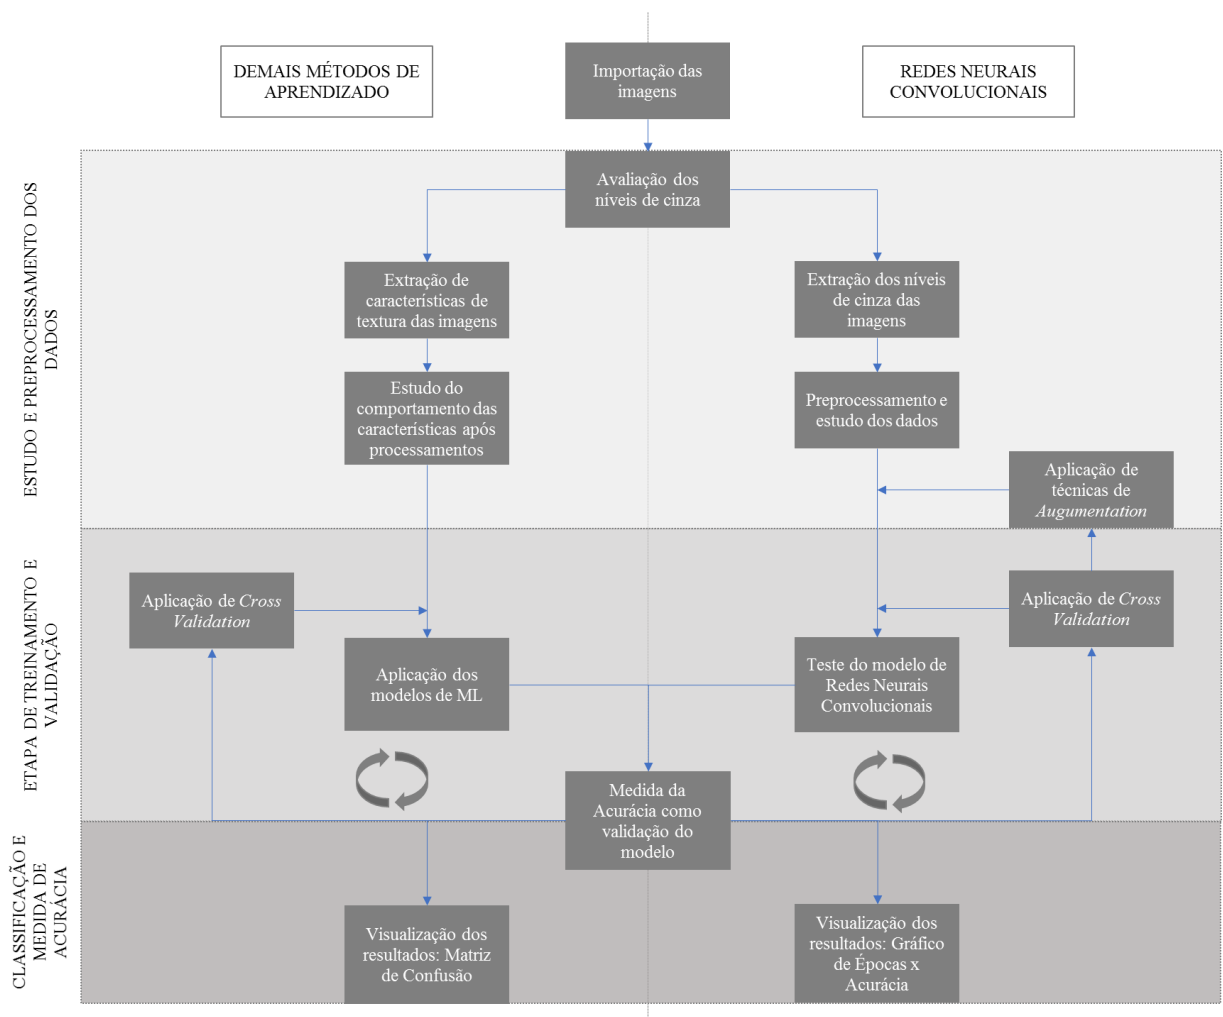 DEMAIS MÉTODOS DE
APRENDIZADO
Importação das
imagens
REDES NEURAIS
CONVOLUCIONAIS
ESTUDO E PREPROCESSAMENTO DOS
DADOS
Avaliação dos
níveis de cinza
Extração de
características de
textura das imagens
Extração dos níveis
de cinza das
imagens
Estudo do
comportamento das
características após
processamentos
Preprocessamento e
estudo dos dados
Aplicação de
técnicas de
Augumentation
ETAPA DE TREINAMENTO E
VALIDAÇÃO
Aplicação de Cross
Validation
Aplicação de Cross
Validation
Aplicação dos
modelos de ML
Teste do modelo de
Redes Neurais
Convolucionais
Medida da
Acurácia como
validação do
modelo
CLASSIFICAÇÃO E
MEDIDA DE
ACURÁCIA
Visualização dos
resultados: Matriz
de Confusão
Visualização dos
resultados: Gráfico
de Épocas x
Acurácia